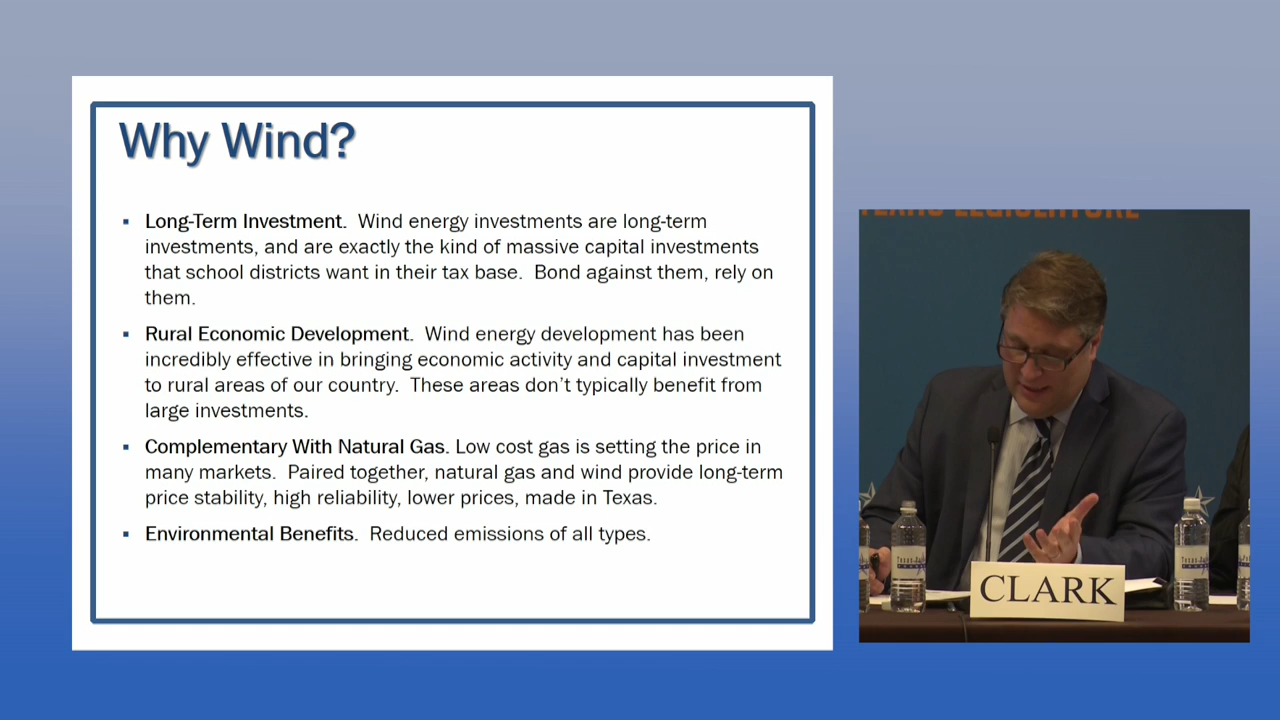 Why Wind?
Long-Term Investment. Wind energy investments are long-term
investments, and are exactly the kind of massive capital investments
that school districts want in their tax base. Bond against them, rely on
them.
Rural Economic Development. Wind energy development has been
incredibly effective in bringing economic activity and capital investment
to rural areas of our country. These areas don't typically benefit from
large investments.
Complementary With Natural Gas. Low cost gas is setting the price in
many markets. Paired together, natural gas and wind provide long-term
price stability, high reliability, lower prices, made in Texas.
Environmental Benefits. Reduced emissions of all types.
TEXAS LEGISLATURE
CLARK